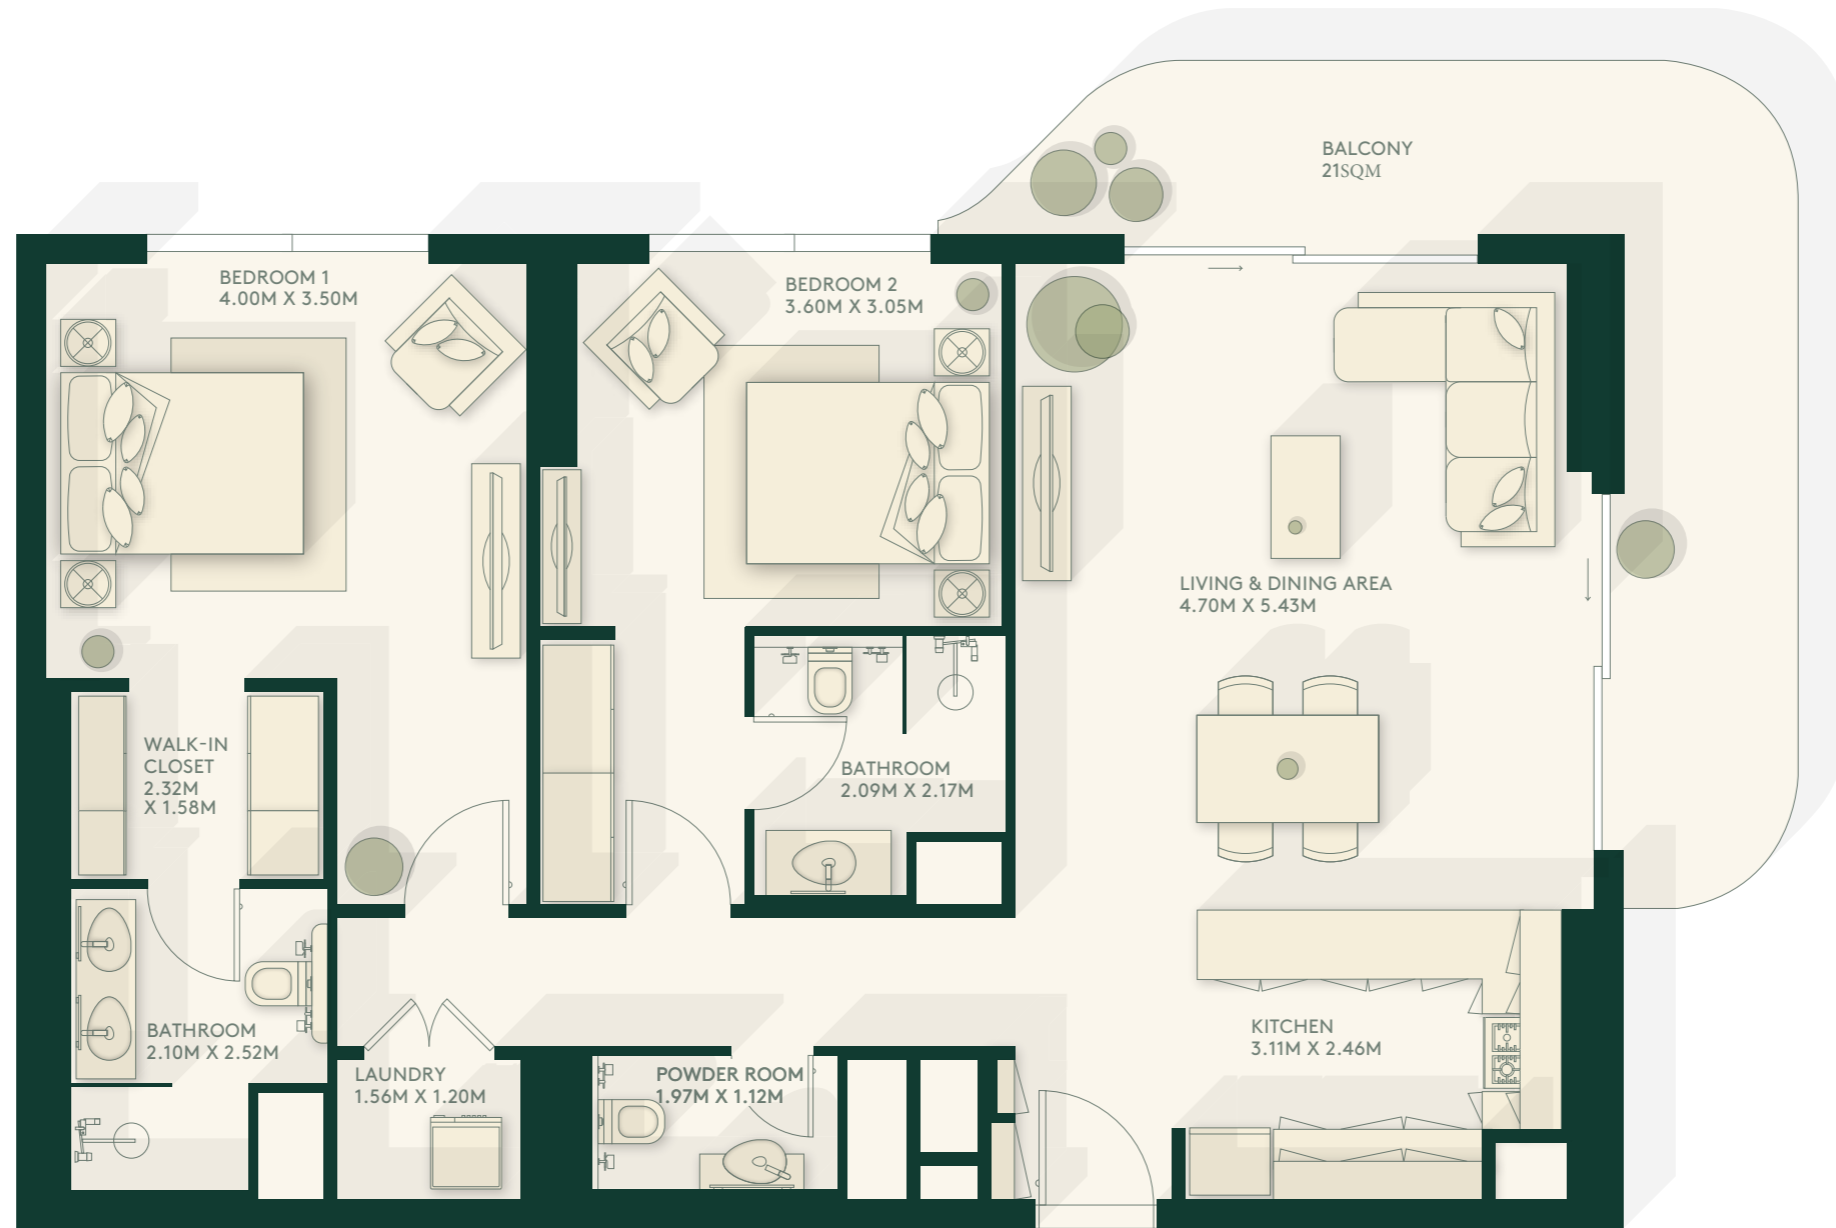 BALCONY
21SQM
BEDROOM 1
4.00M X 3.50M
BEDROOM 2
3.60M X 3.05M
LIVING & DINING AREA
4.70M X 5.43M
WALK-IN
CLOSET
2.32M
X 1.58M
BATHROOM
2.09M X 2.17M
BATHROOM
2.10M X 2.52M
KITCHEN
3.11M X 2.46M
LAUNDRY
1.56M X 1.20M
POWDER ROOM
1.97M X 1.12M